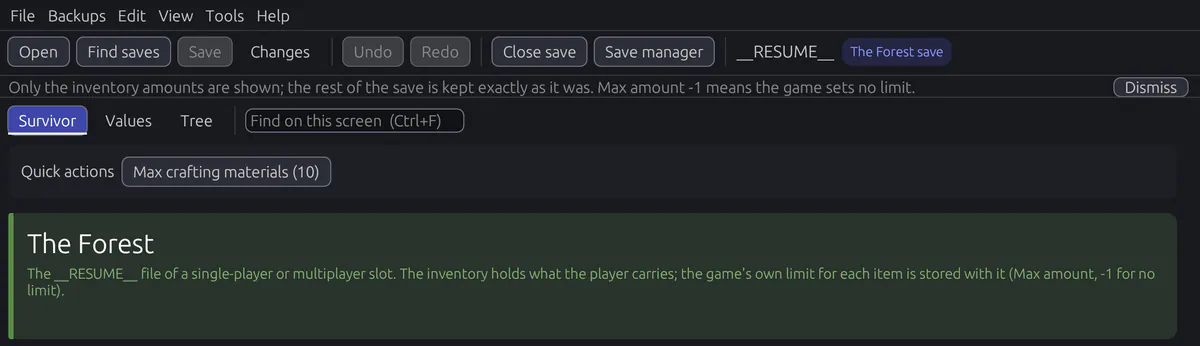 File Backups Edit View Tools Help
Open Find saves Save Changes Undo Redo Close save Save manager __RESUME__ The Forest save
Only the inventory amounts are shown; the rest of the save is kept exactly as it was. Max amount -1 means the game sets no limit. Dismiss
Survivor Values Tree Find on this screen (Ctrl+F)
Quick actions Max crafting materials (10)
The Forest
The __RESUME__ file of a single-player or multiplayer slot. The inventory holds what the player carries; the game's own limit for each item is stored with it (Max amount, -1 for no
limit).